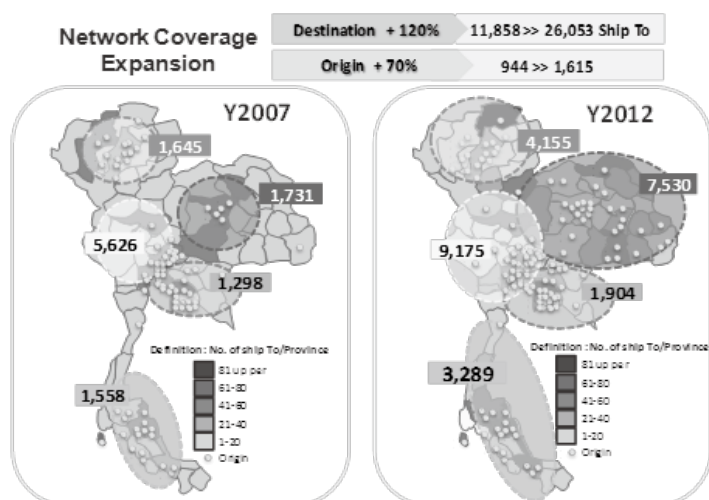 Network Coverage
Expansion
Destination + 120%
11,858 >> 26,053 Ship To
Origin + 70%
944 >> 1,615
Y2007
1,645
1,731
5,626
1,298
1,558
Definition : No. of ship To/Province
81 up per
61-80
41-60
21-40
1-20
Origin
Y2012
4,155
7,530
9,175
1,904
3,289
Definition : No. of ship To/Province
81 up per
61-80
41-60
21-40
1-20
Origin